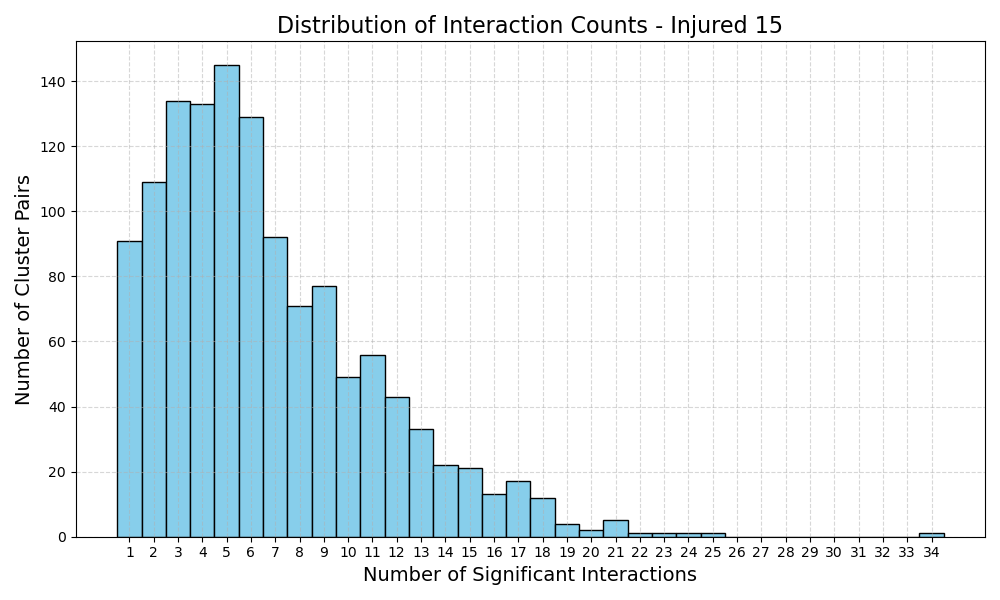 Distribution of Interaction Counts - Injured 15
Number of Cluster Pairs
140
120
100
80
60
40
20
0
1 2 3 4 5 6 7 8 9 10 11 12 13 14 15 16 17 18 19 20 21 22 23 24 25 26 27 28 29 30 31 32 33 34
Number of Significant Interactions